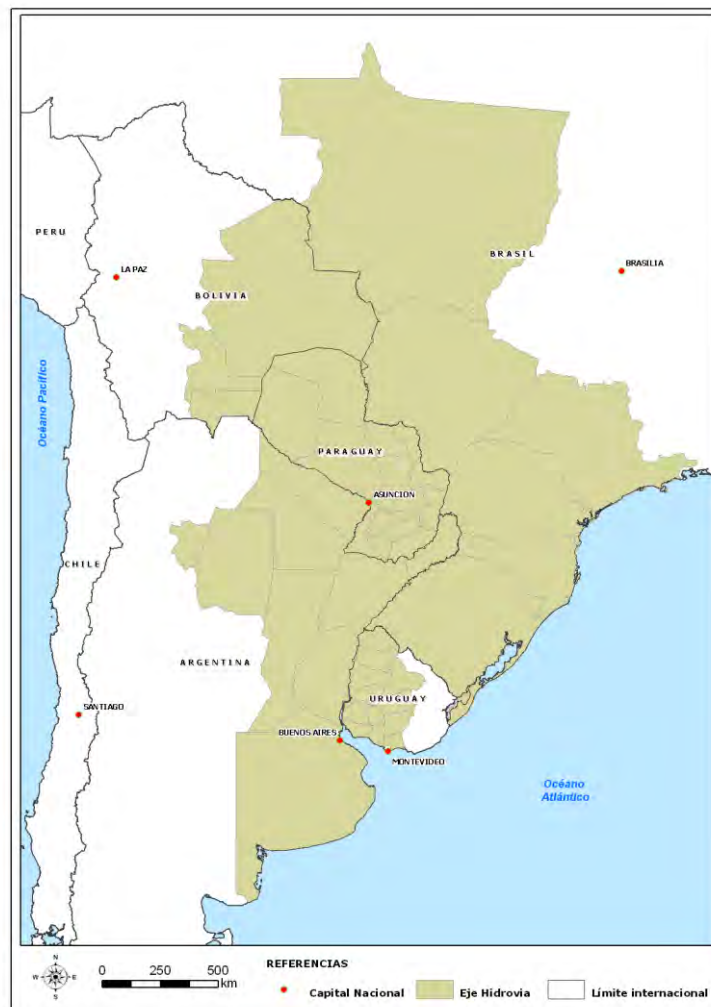 PERU
LA PAZ
BOLIVIA
BRASIL
BRASILIA
Océano Pacífico
PARAGUAY
ASUNCION
CHILE
ARGENTINA
SANTIAGO
URUGUAY
BUENOS AIRES
MONTEVIDEO
Océano
Atlántico
N
W E
S
0 250 500
km
REFERENCIAS
Capital Nacional Eje Hidrovia Límite internacional